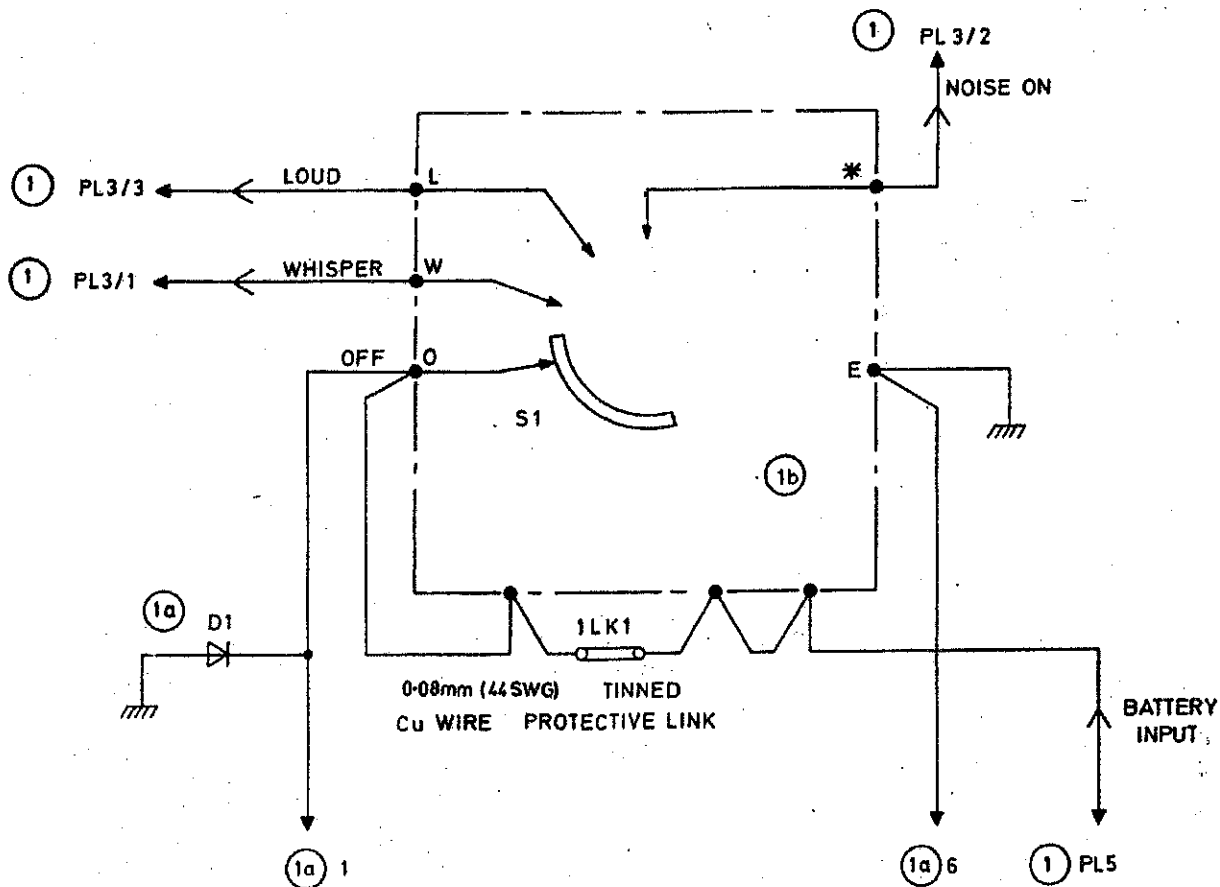 1 PL 3/2
NOISE ON
1 PL3/3 LOUD L *
1 PL3/1 WHISPER W
OFF O E
S1
1b
1a D1 1LK1
0·08mm (44SWG) TINNED
Cu WIRE PROTECTIVE LINK
BATTERY
INPUT
1a 1 1a 6 1 PL5